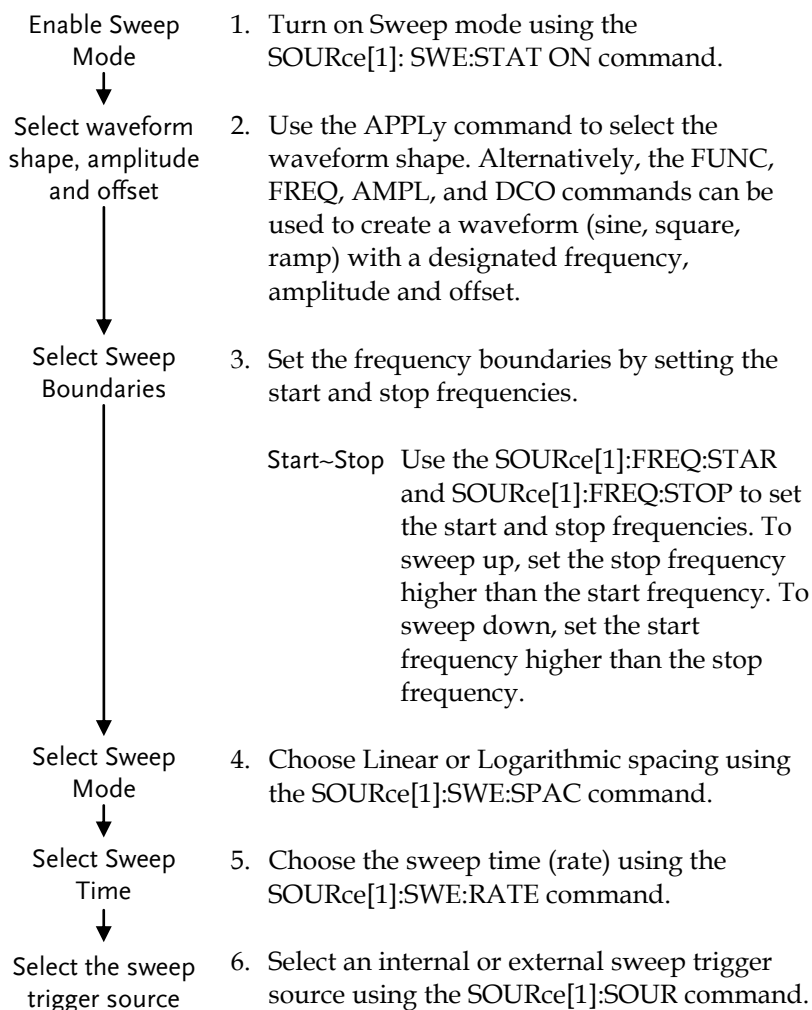 Enable Sweep
Mode
1. Turn on Sweep mode using the
SOURce[1]: SWE:STAT ON command.
Select waveform
shape, amplitude
and offset
2. Use the APPLy command to select the
waveform shape. Alternatively, the FUNC,
FREQ, AMPL, and DCO commands can be
used to create a waveform (sine, square,
ramp) with a designated frequency,
amplitude and offset.
Select Sweep
Boundaries
3. Set the frequency boundaries by setting the
start and stop frequencies.
Start~Stop Use the SOURce[1]:FREQ:STAR
and SOURce[1]:FREQ:STOP to set
the start and stop frequencies. To
sweep up, set the stop frequency
higher than the start frequency. To
sweep down, set the start
frequency higher than the stop
frequency.
Select Sweep
Mode
4. Choose Linear or Logarithmic spacing using
the SOURce[1]:SWE:SPAC command.
Select Sweep
Time
5. Choose the sweep time (rate) using the
SOURce[1]:SWE:RATE command.
Select the sweep
trigger source
6. Select an internal or external sweep trigger
source using the SOURce[1]:SOUR command.